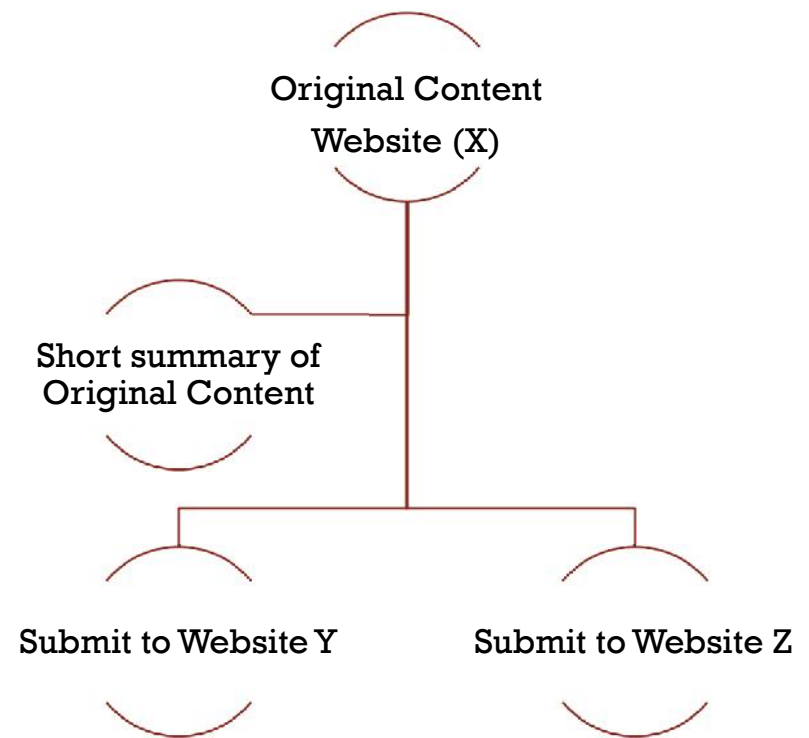 Original Content
Website (X)
Short summary of
Original Content
Submit to Website Y
Submit to Website Z